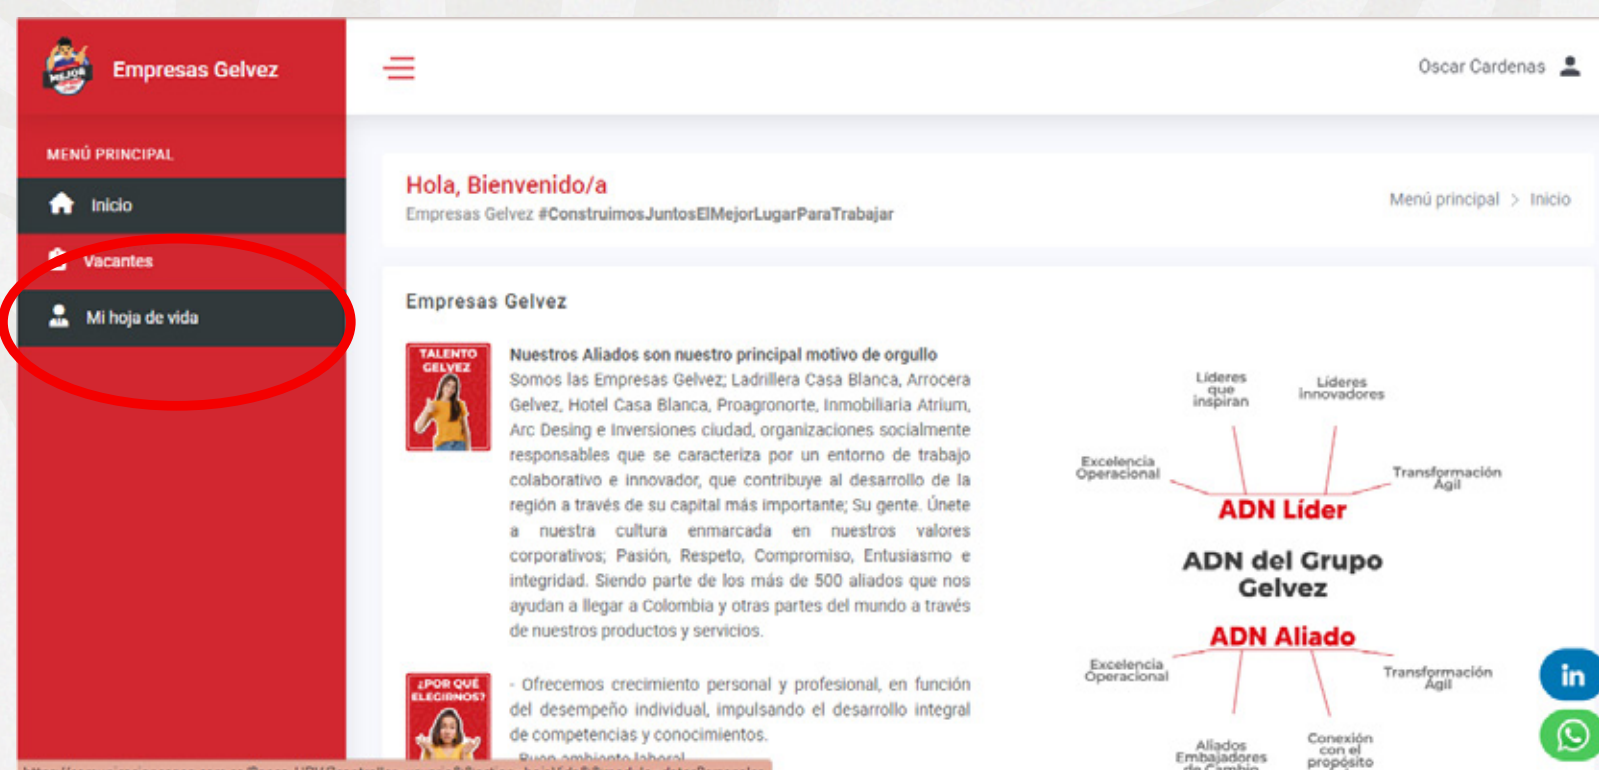 MEJOR
Empresas Gelvez
Oscar Cardenas
MENÚ PRINCIPAL
Inicio
Vacantes
Mi hoja de vida
Hola, Bienvenido/a
Empresas Gelvez #ConstruimosJuntosElMejorLugarParaTrabajar
Menú principal > Inicio
Empresas Gelvez
TALENTO
GELVEZ
Nuestros Aliados son nuestro principal motivo de orgullo
Somos las Empresas Gelvez; Ladrillera Casa Blanca, Arrocera
Gelvez, Hotel Casa Blanca, Proagronorte, Inmobiliaria Atrium,
Arc Desing e Inversiones ciudad, organizaciones socialmente
responsables que se caracteriza por un entorno de trabajo
colaborativo e innovador, que contribuye al desarrollo de la
región a través de su capital más importante; Su gente. Únete
a nuestra cultura enmarcada en nuestros valores
corporativos; Pasión, Respeto, Compromiso, Entusiasmo e
integridad. Siendo parte de los más de 500 aliados que nos
ayudan a llegar a Colombia y otras partes del mundo a través
de nuestros productos y servicios.
¿POR QUÉ
ELEGIRNOS?
- Ofrecemos crecimiento personal y profesional, en función
del desempeño individual, impulsando el desarrollo integral
de competencias y conocimientos.
- Buen ambiente laboral
Líderes
que
inspiran
Líderes
innovadores
Excelencia
Operacional
Transformación
Ágil
ADN Líder
ADN del Grupo
Gelvez
ADN Aliado
Excelencia
Operacional
Transformación
Ágil
Aliados
Embajadores
de Cambio
Conexión
con el
propósito
in